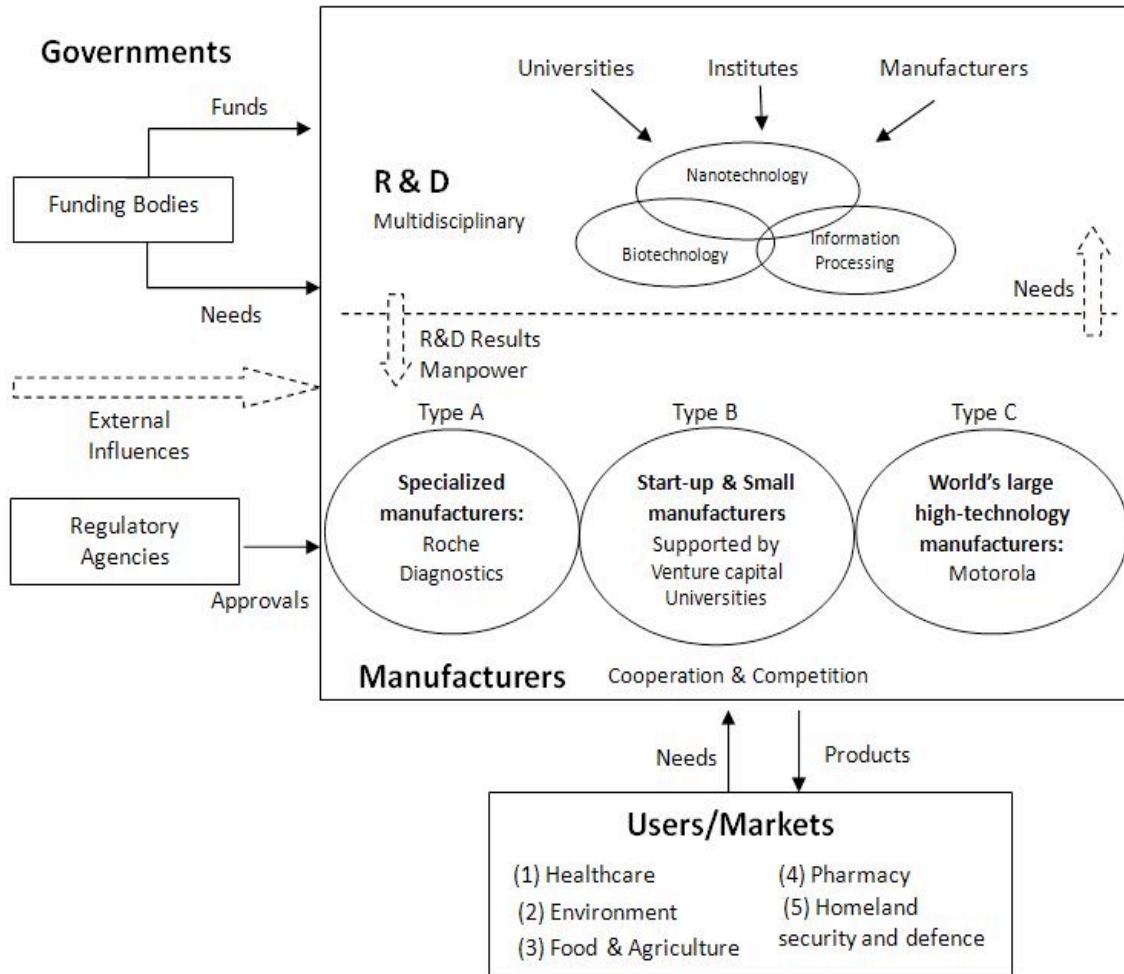 Governments
Funds
Funding Bodies
Needs
External
Influences
Regulatory
Agencies
Approvals
Universities
Institutes
Manufacturers
R & D
Multidisciplinary
Nanotechnology
Biotechnology
Information
Processing
Needs
R&D Results
Manpower
Type A
Type B
Type C
Specialized
manufacturers:
Roche
Diagnostics
Start-up & Small
manufacturers
Supported by
Venture capital
Universities
World's large
high-technology
manufacturers:
Motorola
Manufacturers
Cooperation & Competition
Needs
Products
Users/Markets
(1) Healthcare
(2) Environment
(3) Food & Agriculture
(4) Pharmacy
(5) Homeland
security and defence